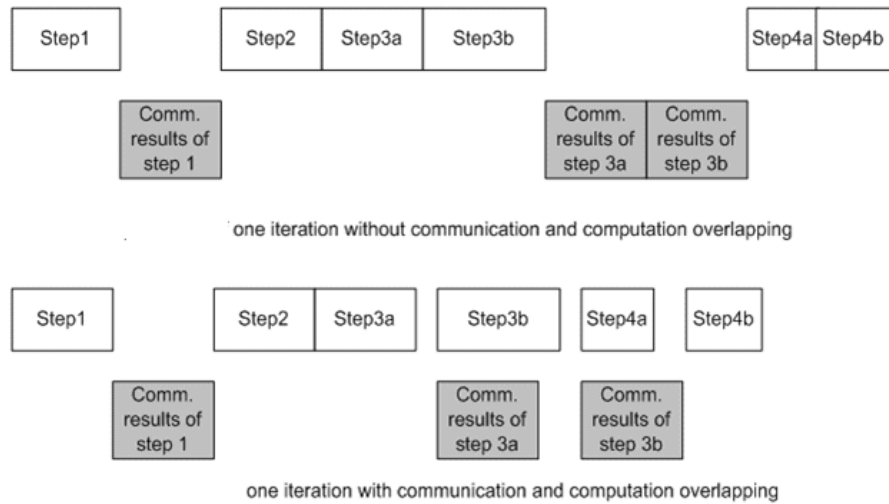 Step1
Step2
Step3a
Step3b
Step4a
Step4b
Comm.
results of
step 1
Comm.
results of
step 3a
Comm.
results of
step 3b
one iteration without communication and computation overlapping
Step1
Step2
Step3a
Step3b
Step4a
Step4b
Comm.
results of
step 1
Comm.
results of
step 3a
Comm.
results of
step 3b
one iteration with communication and computation overlapping